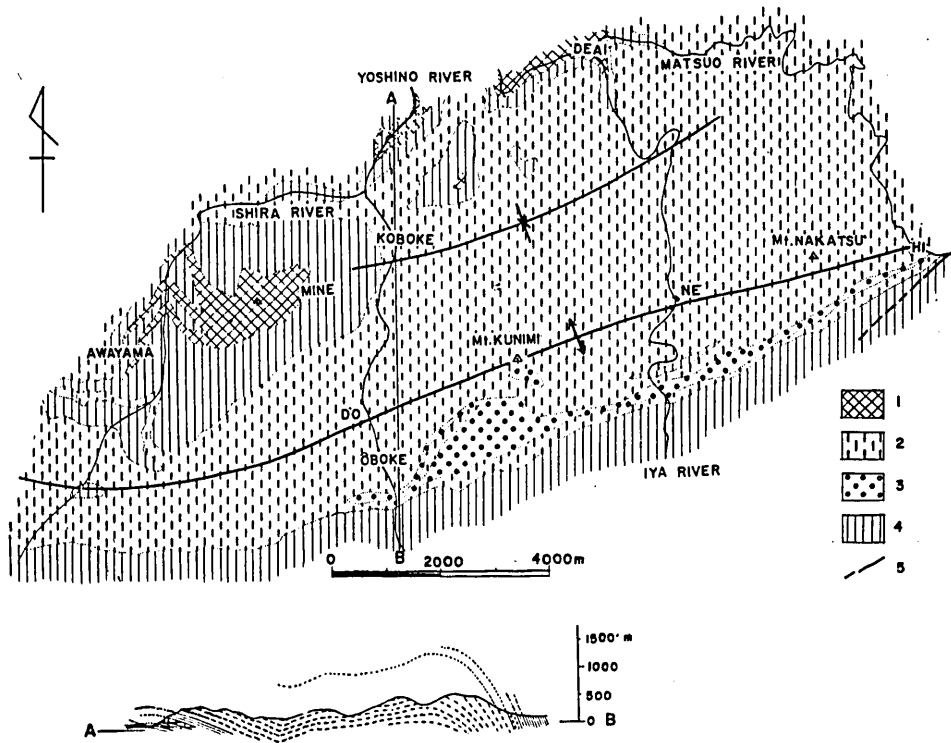 DEAI
MATSUO RIVER
YOSHINO RIVER
A
ISHIRA RIVER
KOBOKE
Mt. NAKATSU
HI
MINE
NE
Mt. KUNIMI
AWAYAMA
DO
OBOKE
IYA RIVER
B
0 2000 4000m
1
2
3
4
5
1500 m
1000
500
0 B
A